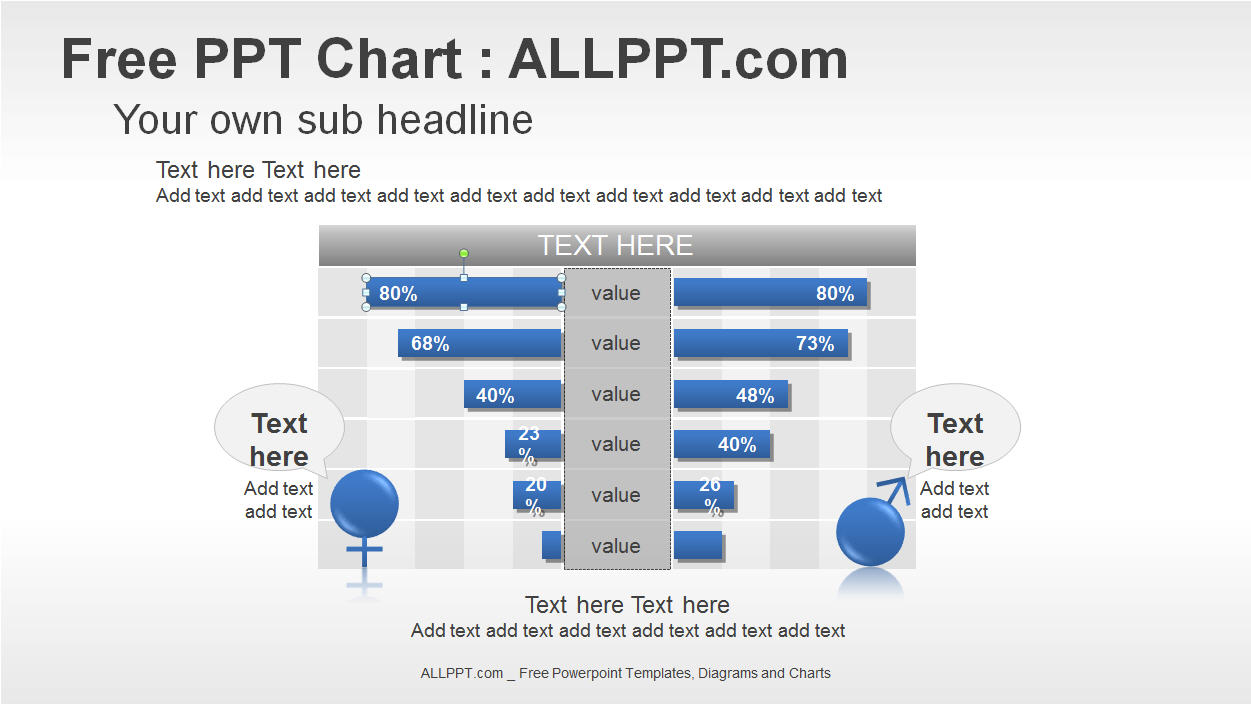 Free PPT Chart : ALLPPT.com
Your own sub headline
Text here Text here
Add text add text add text add text add text add text add text add text add text add text
TEXT HERE
80% value 80%
68% value 73%
40% value 48%
23
% value 40%
20
% value 26
%
value
Text
here
Add text
add text
Text
here
Add text
add text
Text here Text here
Add text add text add text add text add text add text
ALLPPT.com _ Free Powerpoint Templates, Diagrams and Charts